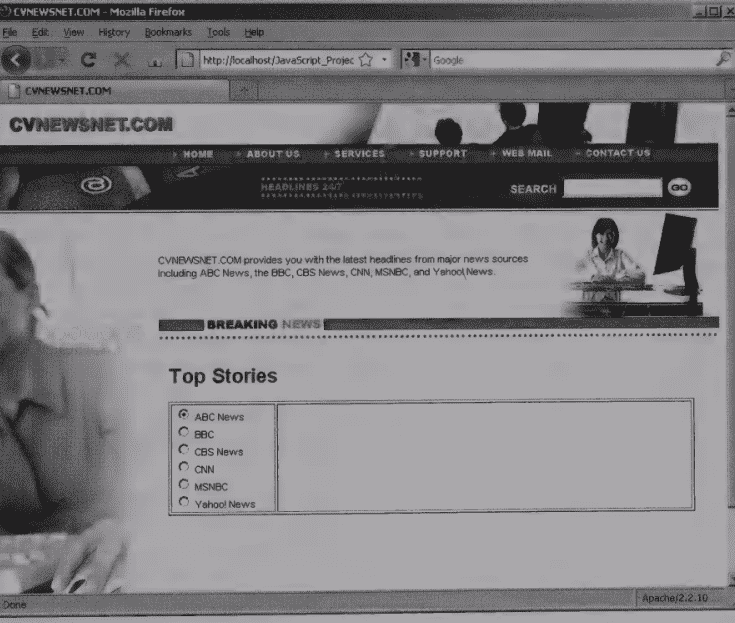 CVNEWSNET.COM - Mozilla Firefox
File Edit View History Bookmarks Tools Help
http://localhost/JavaScript_Projec Google
CVNEWSNET.COM
CVNEWSNET.COM
HOME ABOUT US SERVICES SUPPORT WEB MAIL CONTACT US
@ HEADLINES 24/7 SEARCH GO
CVNEWSNET.COM provides you with the latest headlines from major news sources
including ABC News, the BBC, CBS News, CNN, MSNBC, and Yahoo! News.
BREAKING NEWS
Top Stories
ABC News
BBC
CBS News
CNN
MSNBC
Yahoo! News
Done Apache/2.2.10